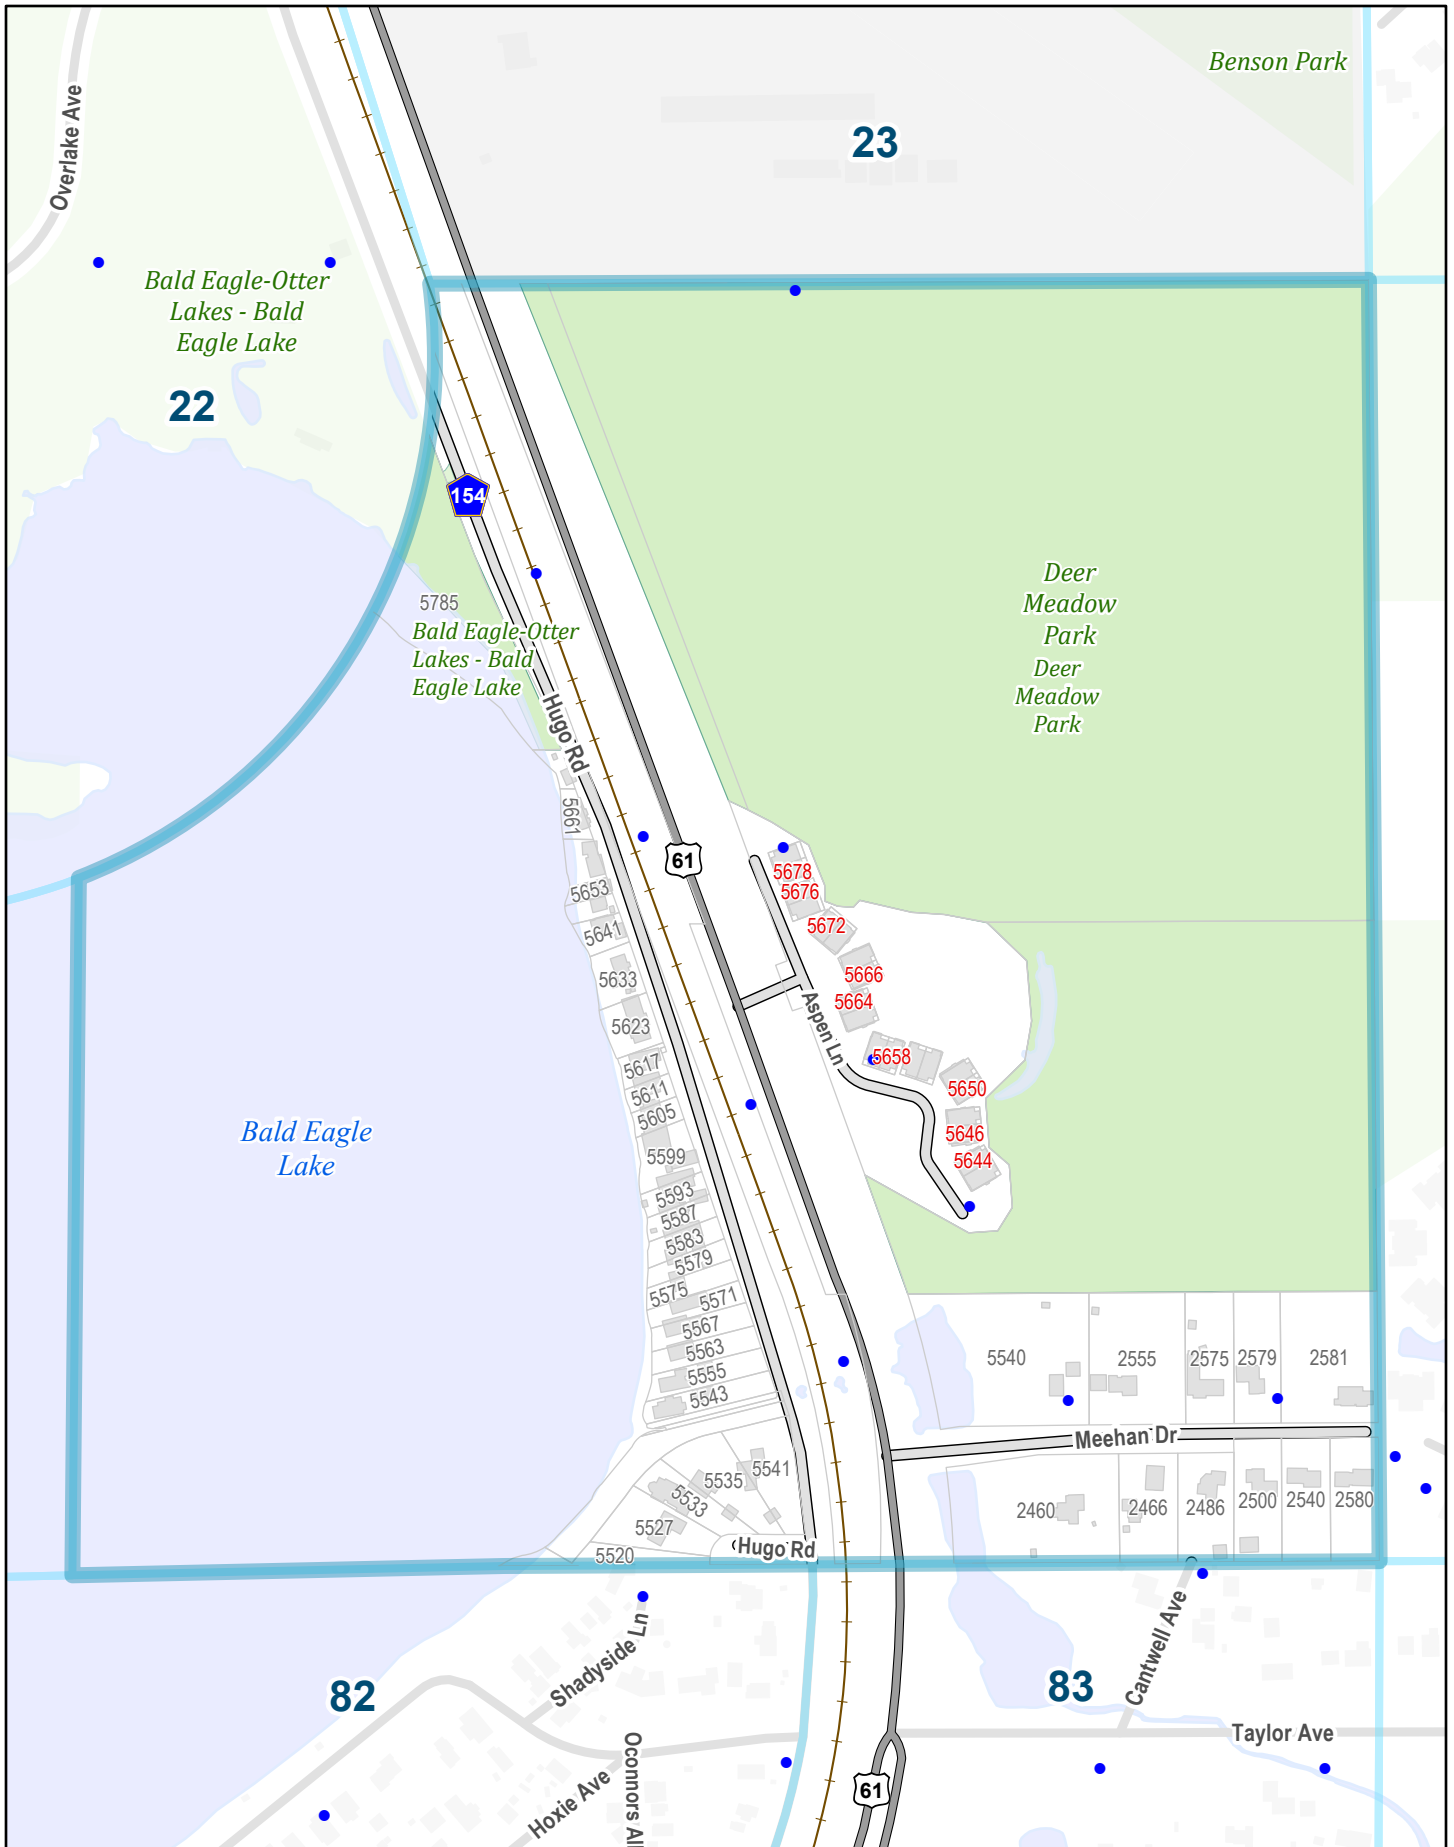 Benson Park
Overlake Ave
23
Bald Eagle-Otter
Lakes - Bald
Eagle Lake
22
154
Deer
Meadow
Park
Deer
Meadow
Park
5785
Bald Eagle-Otter
Lakes - Bald
Eagle Lake
Hugo Rd
5661
61
5678
5676
5653
5672
5641
5666
5633
5664
5623
Aspen Ln
5658
5617
5650
5611
5605
5646
Bald Eagle
Lake
5599
5644
5593
5587
5583
5579
5575
5571
5567
5563
5555
5543
5540
2555
2575
2579
2581
Meehan Dr
5541
5535
5533
5527
5520
Hugo Rd
2460
2466
2486
2500
2540
2580
Shadyside Ln
Cantwell Ave
82
83
Taylor Ave
Oconnors Al
Hoxie Ave
61